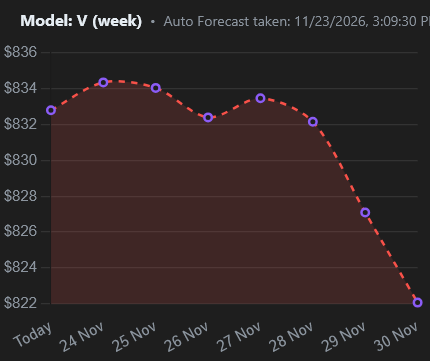 Model: V (week) • Auto Forecast taken: 11/23/2026, 3:09:30 P
$836
$834
$832
$830
$828
$826
$824
$822
Today
24 Nov
25 Nov
26 Nov
27 Nov
28 Nov
29 Nov
30 Nov